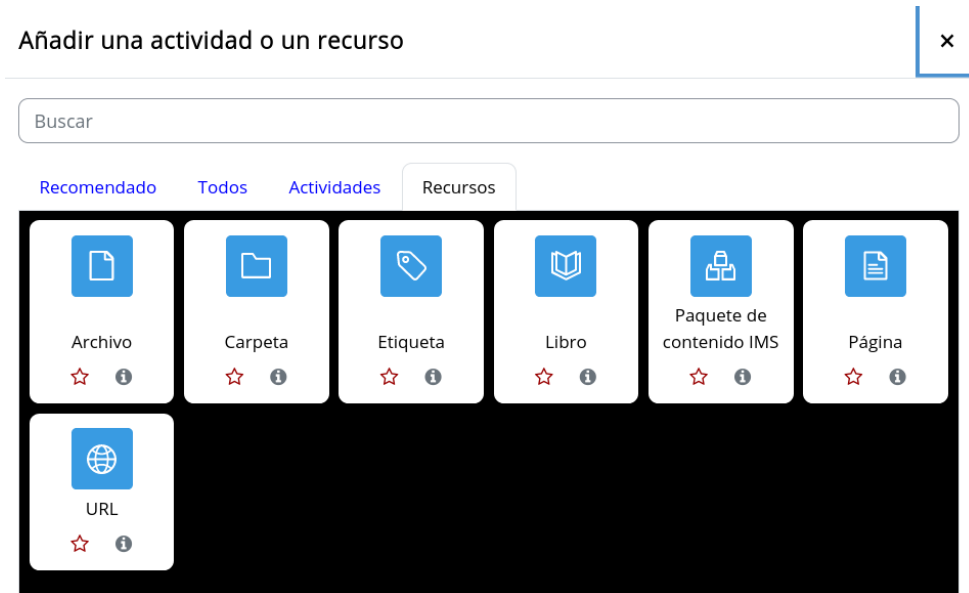 Añadir una actividad o un recurso
×
Buscar
Recomendado Todos Actividades Recursos
Archivo Carpeta Etiqueta Libro Paquete de contenido IMS Página
URL